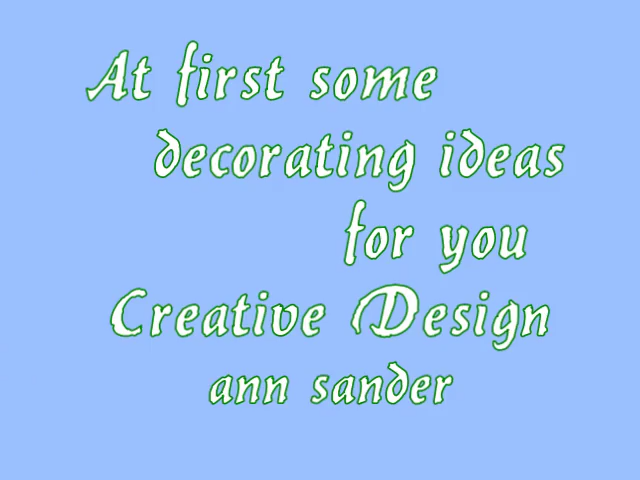 At first some
decorating ideas
for you
Creative Design
ann sander